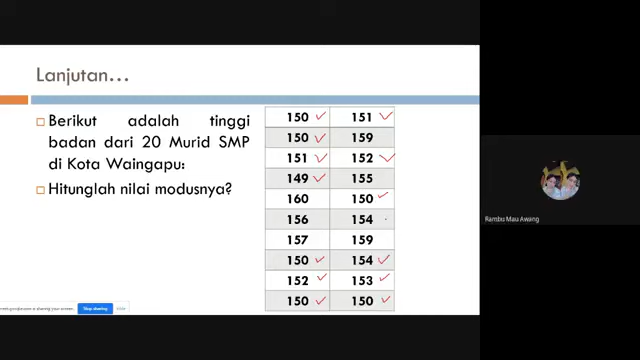 Lanjutan...
Berikut adalah tinggi
badan dari 20 Murid SMP
di Kota Waingapu:
Hitunglah nilai modusnya?
150 151
150 159
151 152
149 155
160 150
156 154
157 159
150 154
152 153
150 150
Rambu Mau Awang
Stop sharing